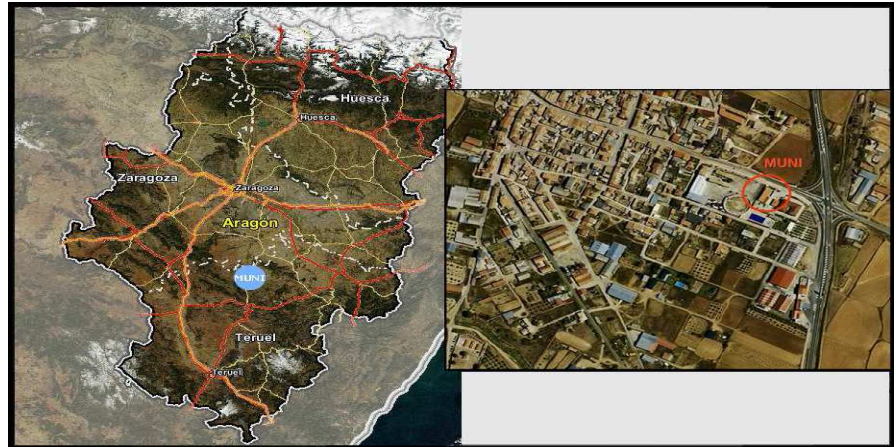 Huesca
Huesca
Zaragoza
Zaragoza
Aragón
MUNI
Teruel
Teruel
MUNI